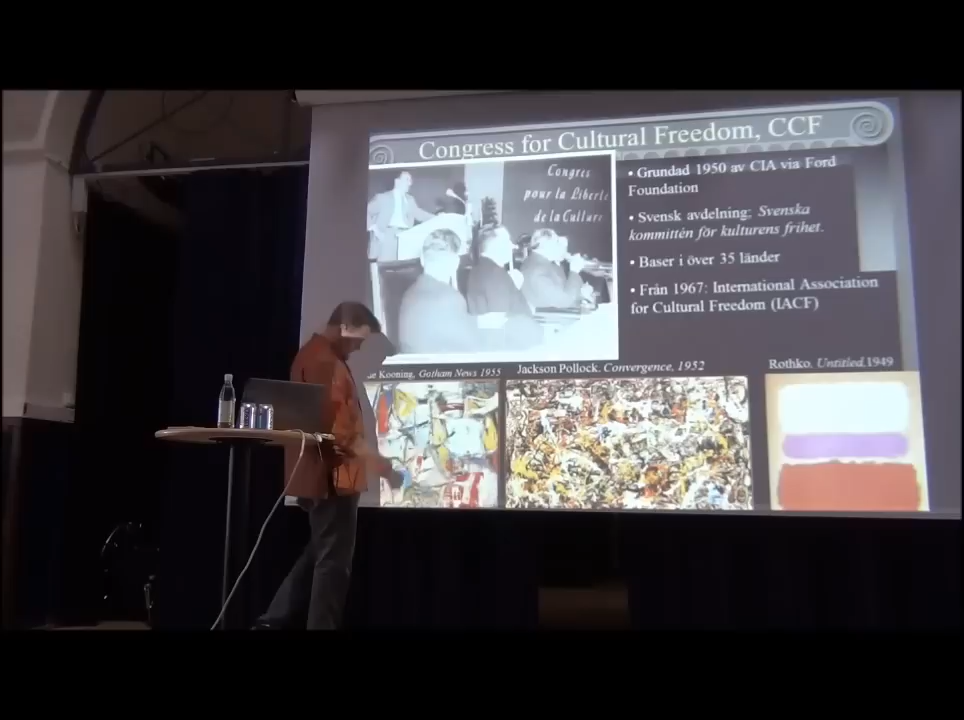 Congress for Cultural Freedom, CCF
Congres
pour la Liberté
de la Culture
• Grundad 1950 av CIA via Ford
Foundation
• Svensk avdelning: Svenska
kommittén för kulturens frihet.
• Baser i över 35 länder
• Från 1967: International Association
for Cultural Freedom (IACF)
Kooning, Gotham News 1955
Jackson Pollock. Convergence, 1952
Rothko, Untitled,1949